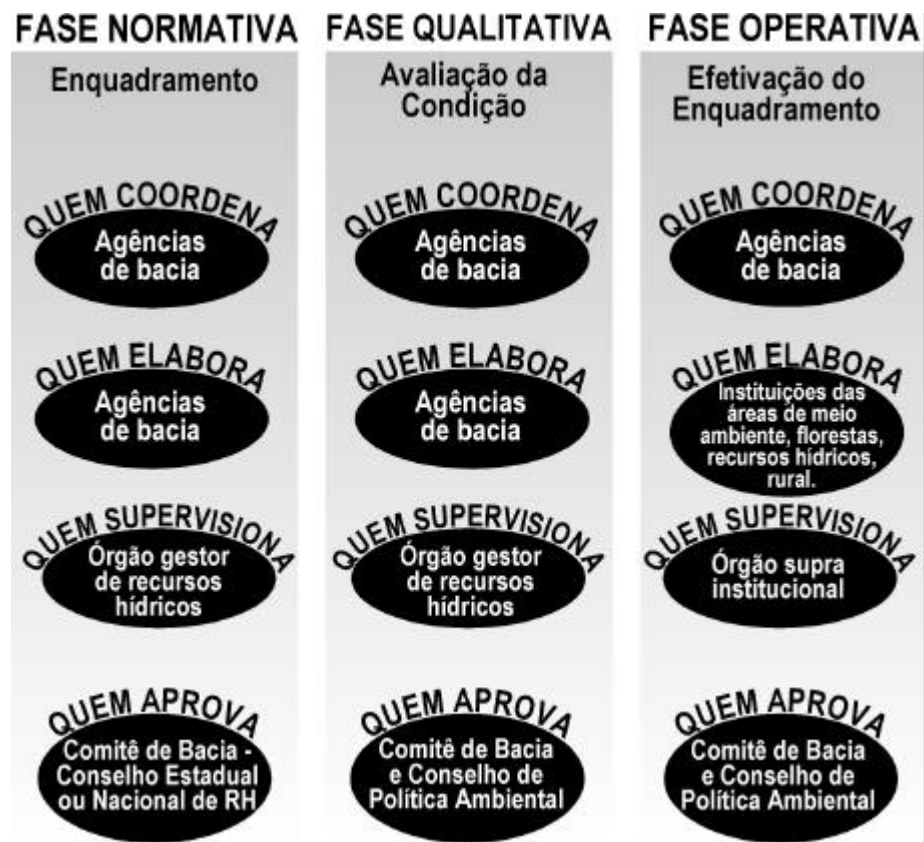 FASE NORMATIVA
Enquadramento
QUEM COORDENA
Agências
de bacia
QUEM ELABORA
Agências
de bacia
QUEM SUPERVISIONA
Órgão gestor
de recursos
hídricos
QUEM APROVA
Comitê de Bacia -
Conselho Estadual
ou Nacional de RH
FASE QUALITATIVA
Avaliação da
Condição
QUEM COORDENA
Agências
de bacia
QUEM ELABORA
Agências
de bacia
QUEM SUPERVISIONA
Órgão gestor
de recursos
hídricos
QUEM APROVA
Comitê de Bacia
e Conselho de
Política Ambiental
FASE OPERATIVA
Efetivação do
Enquadramento
QUEM COORDENA
Agências
de bacia
QUEM ELABORA
Instituições das
áreas de meio
ambiente, florestas,
recursos hídricos,
rural.
QUEM SUPERVISIONA
Órgão supra
institucional
QUEM APROVA
Comitê de Bacia
e Conselho de
Política Ambiental